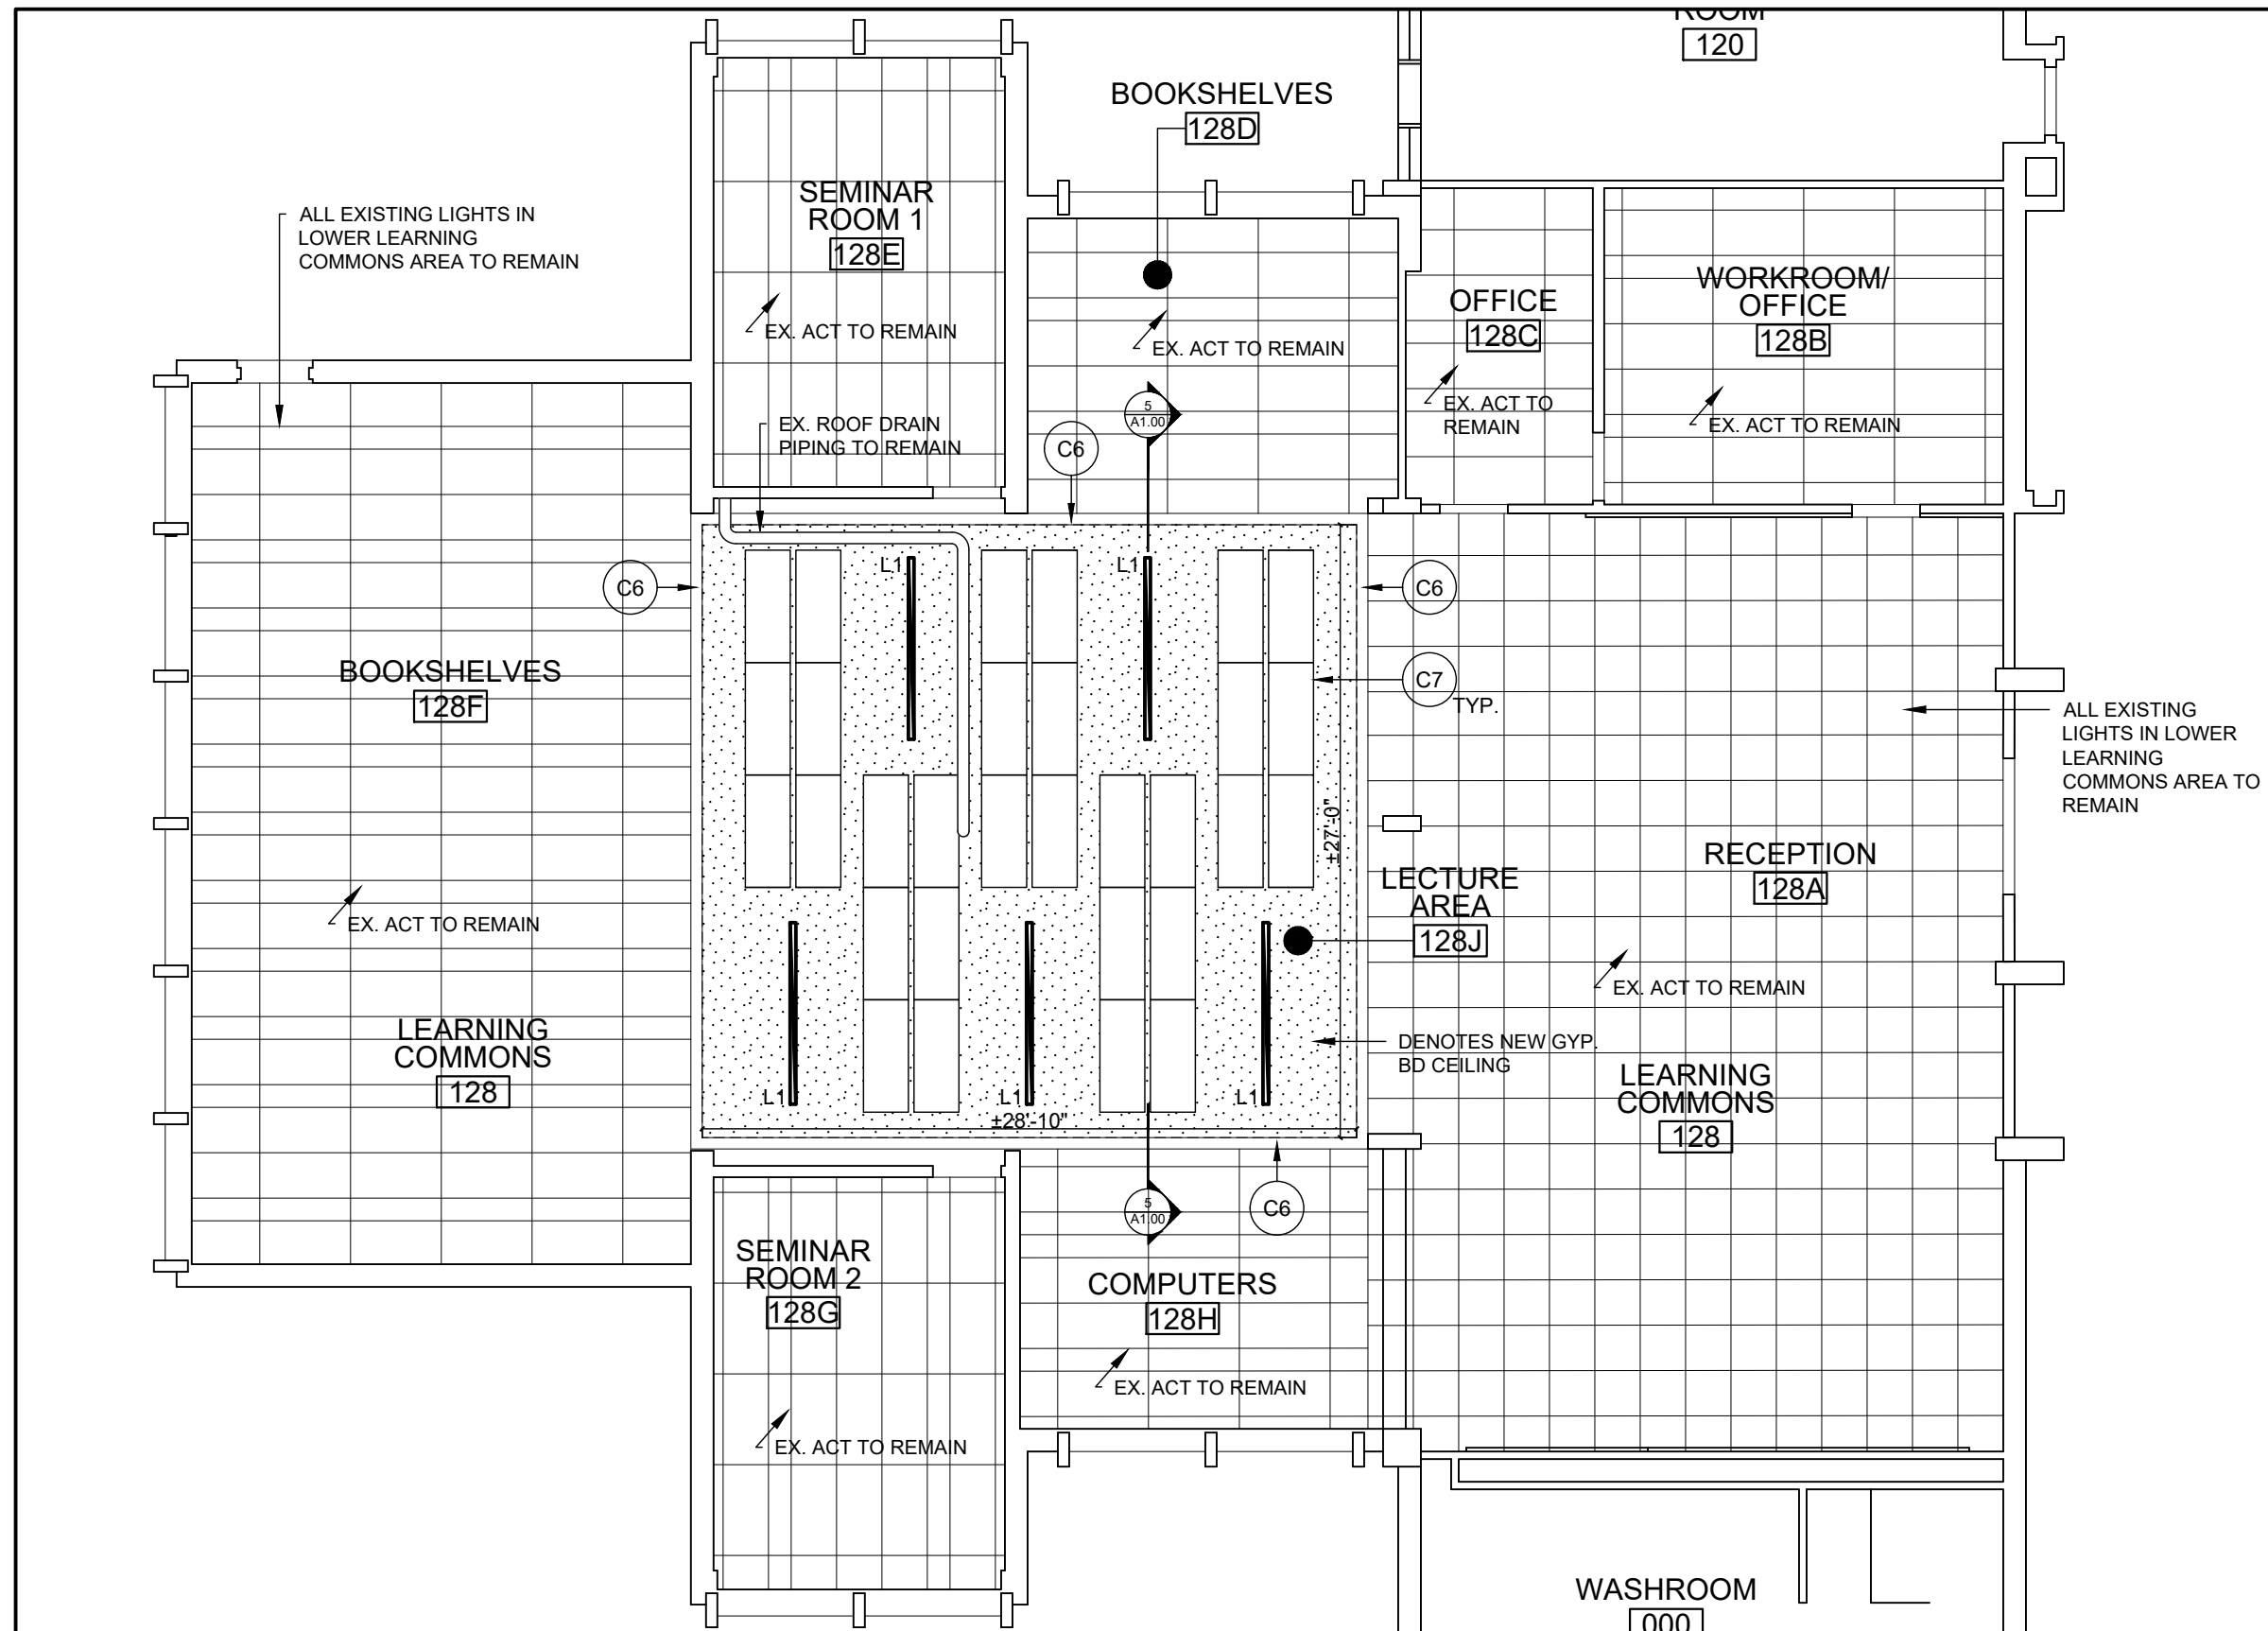 ROOM
120
BOOKSHELVES
128D
SEMINAR
ROOM 1
128E
ALL EXISTING LIGHTS IN
LOWER LEARNING
COMMONS AREA TO REMAIN
EX. ACT TO REMAIN
EX. ACT TO REMAIN
OFFICE
128C
WORKROOM/
OFFICE
128B
EX. ACT TO
REMAIN
EX. ACT TO REMAIN
EX. ROOF DRAIN
PIPING TO REMAIN
5
A1.00
C6
C6
L1
L1
C6
C7
TYP.
BOOKSHELVES
128F
ALL EXISTING
LIGHTS IN LOWER
LEARNING
COMMONS AREA TO
REMAIN
±27'-0"
LECTURE
AREA
128J
RECEPTION
128A
EX. ACT TO REMAIN
EX. ACT TO REMAIN
LEARNING
COMMONS
128
DENOTES NEW GYP.
BD CEILING
LEARNING
COMMONS
128
L1
L1
L1
±28'-10"
5
A1.00
C6
SEMINAR
ROOM 2
128G
COMPUTERS
128H
EX. ACT TO REMAIN
EX. ACT TO REMAIN
WASHROOM
000